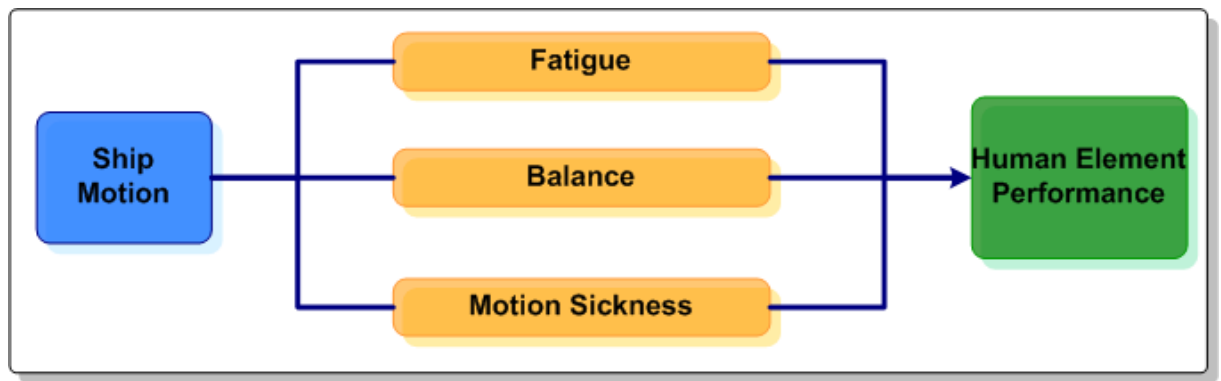 Ship
Motion
Fatigue
Balance
Motion Sickness
Human Element
Performance